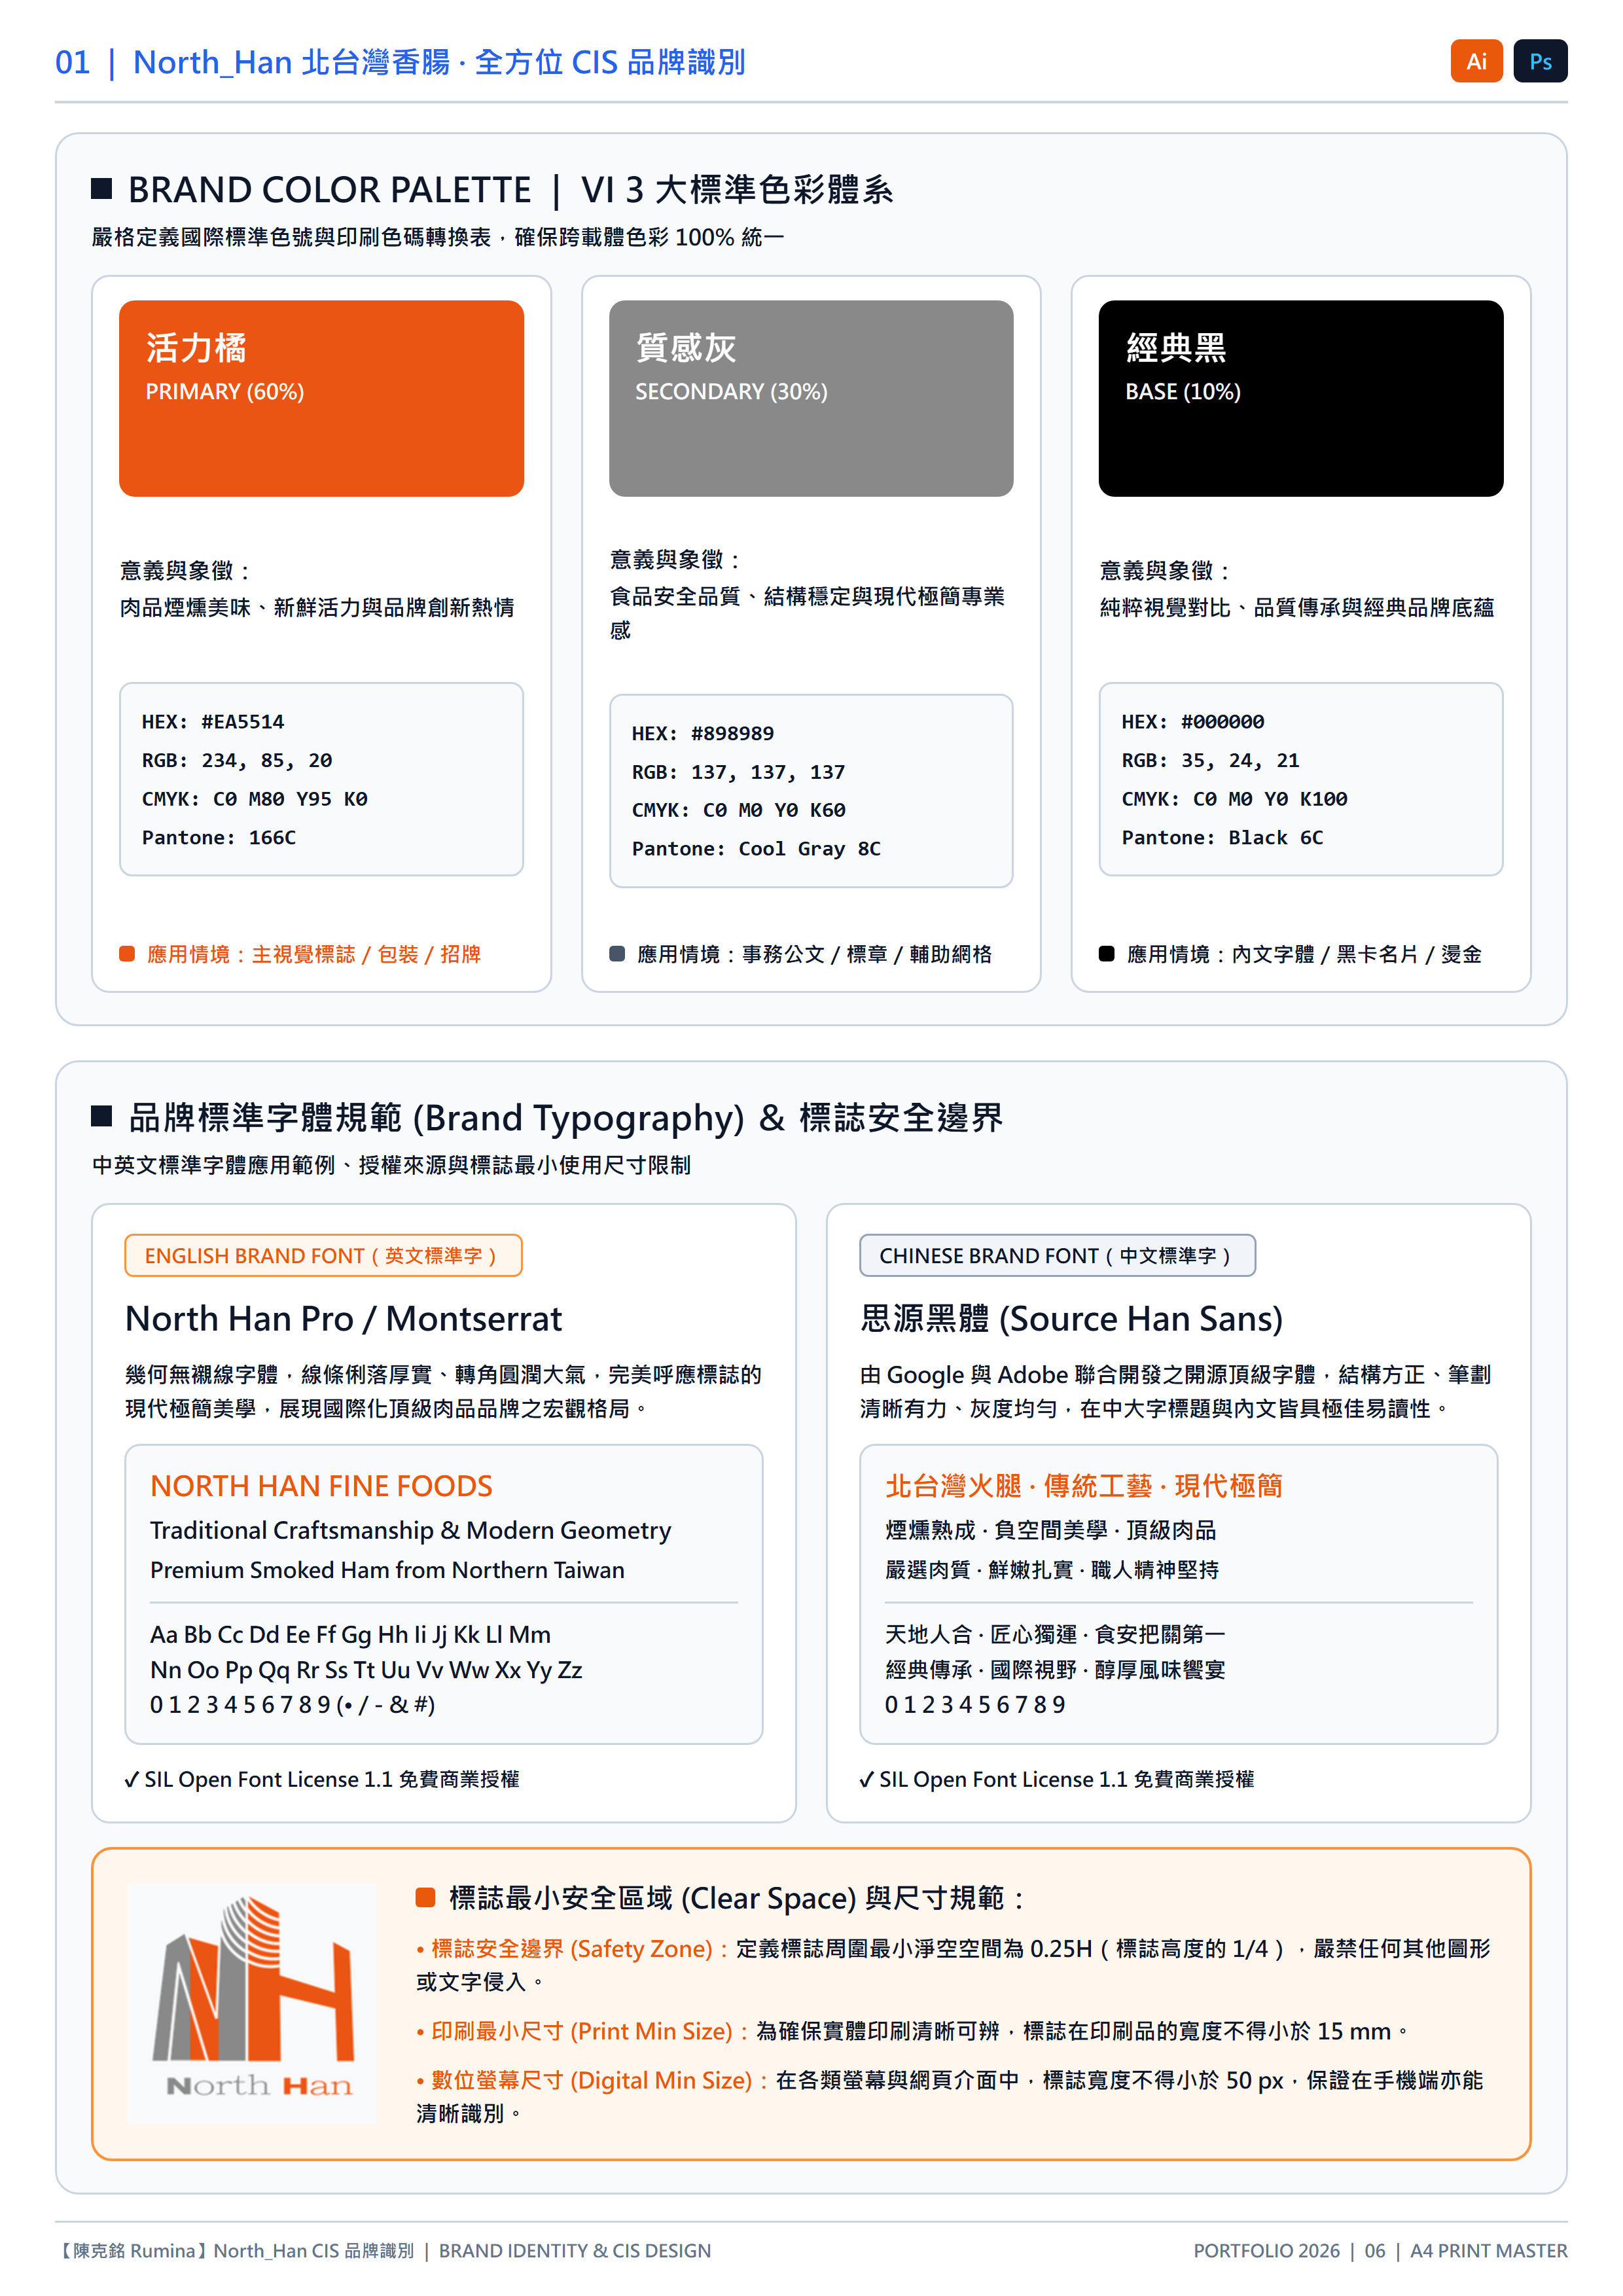 01 | North_Han 北台灣香腸 · 全方位 CIS 品牌識別
Ai Ps
BRAND COLOR PALETTE | VI 3 大標準色彩體系
嚴格定義國際標準色號與印刷色碼轉換表，確保跨載體色彩 100% 統一
活力橘
PRIMARY (60%)
意義與象徵：
肉品煙燻美味、新鮮活力與品牌創新熱情
HEX: #EA5514
RGB: 234, 85, 20
CMYK: C0 M80 Y95 K0
Pantone: 166C
應用情境：主視覺標誌 / 包裝 / 招牌
質感灰
SECONDARY (30%)
意義與象徵：
食品安全品質、結構穩定與現代極簡專業
感
HEX: #898989
RGB: 137, 137, 137
CMYK: C0 M0 Y0 K60
Pantone: Cool Gray 8C
應用情境：事務公文 / 標章 / 輔助網格
經典黑
BASE (10%)
意義與象徵：
純粹視覺對比、品質傳承與經典品牌底蘊
HEX: #000000
RGB: 35, 24, 21
CMYK: C0 M0 Y0 K100
Pantone: Black 6C
應用情境：內文字體 / 黑卡名片 / 燙金
品牌標準字體規範 (Brand Typography) & 標誌安全邊界
中英文標準字體應用範例、授權來源與標誌最小使用尺寸限制
ENGLISH BRAND FONT（英文標準字）
North Han Pro / Montserrat
幾何無襯線字體，線條俐落厚實、轉角圓潤大氣，完美呼應標誌的
現代極簡美學，展現國際化頂級肉品品牌之宏觀格局。
NORTH HAN FINE FOODS
Traditional Craftsmanship & Modern Geometry
Premium Smoked Ham from Northern Taiwan
Aa Bb Cc Dd Ee Ff Gg Hh Ii Jj Kk Ll Mm
Nn Oo Pp Qq Rr Ss Tt Uu Vv Ww Xx Yy Zz
0 1 2 3 4 5 6 7 8 9 (• / - & #)
✓ SIL Open Font License 1.1 免費商業授權
CHINESE BRAND FONT（中文標準字）
思源黑體 (Source Han Sans)
由 Google 與 Adobe 聯合開發之開源頂級字體，結構方正、筆劃
清晰有力、灰度均勻，在中大字標題與內文皆具極佳易讀性。
北台灣火腿 · 傳統工藝 · 現代極簡
煙燻熟成 · 負空間美學 · 頂級肉品
嚴選肉質 · 鮮嫩扎實 · 職人精神堅持
天地人合 · 匠心獨運 · 食安把關第一
經典傳承 · 國際視野 · 醇厚風味饗宴
0 1 2 3 4 5 6 7 8 9
✓ SIL Open Font License 1.1 免費商業授權
NH
North Han
標誌最小安全區域 (Clear Space) 與尺寸規範：
• 標誌安全邊界 (Safety Zone)：定義標誌周圍最小淨空空間為 0.25H（標誌高度的 1/4），嚴禁任何其他圖形
或文字侵入。
• 印刷最小尺寸 (Print Min Size)：為確保實體印刷清晰可辨，標誌在印刷品的寬度不得小於 15 mm。
• 數位螢幕尺寸 (Digital Min Size)：在各類螢幕與網頁介面中，標誌寬度不得小於 50 px，保證在手機端亦能
清晰識別。
【陳克銘 Rumina】North_Han CIS 品牌識別 | BRAND IDENTITY & CIS DESIGN
PORTFOLIO 2026 | 06 | A4 PRINT MASTER